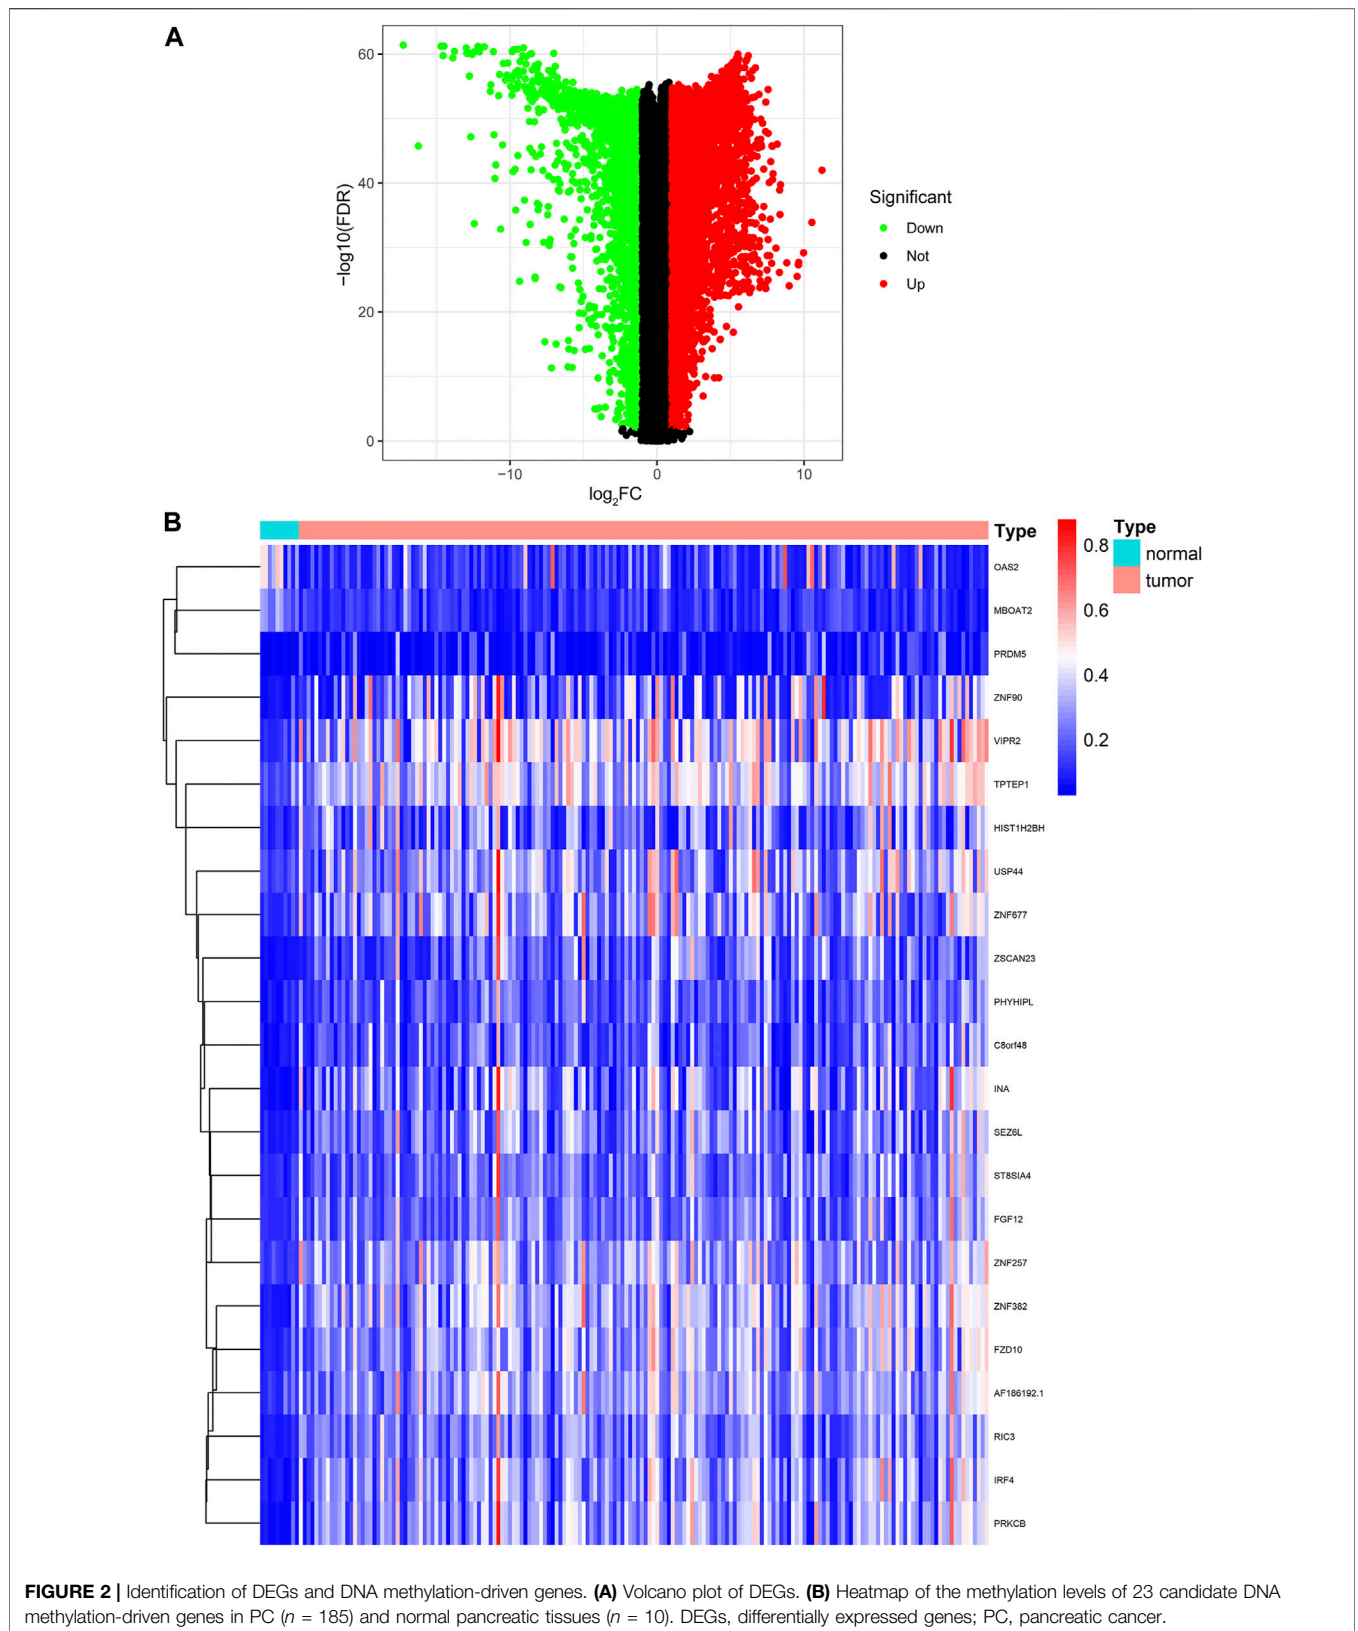 A
60
40
20
0
−log10(FDR)
−10
0
10
log2FC
Significant
Down
Not
Up
B
Type
OAS2
MBOAT2
PRDM5
ZNF90
VIPR2
TPTEP1
HIST1H2BH
USP44
ZNF677
ZSCAN23
PHYHIPL
C8orf48
INA
SEZ6L
ST8SIA4
FGF12
ZNF257
ZNF382
FZD10
AF186192.1
RIC3
IRF4
PRKCB
0.8
0.6
0.4
0.2
Type
normal
tumor
FIGURE 2 | Identification of DEGs and DNA methylation-driven genes. (A) Volcano plot of DEGs. (B) Heatmap of the methylation levels of 23 candidate DNA
methylation-driven genes in PC (n = 185) and normal pancreatic tissues (n = 10). DEGs, differentially expressed genes; PC, pancreatic cancer.